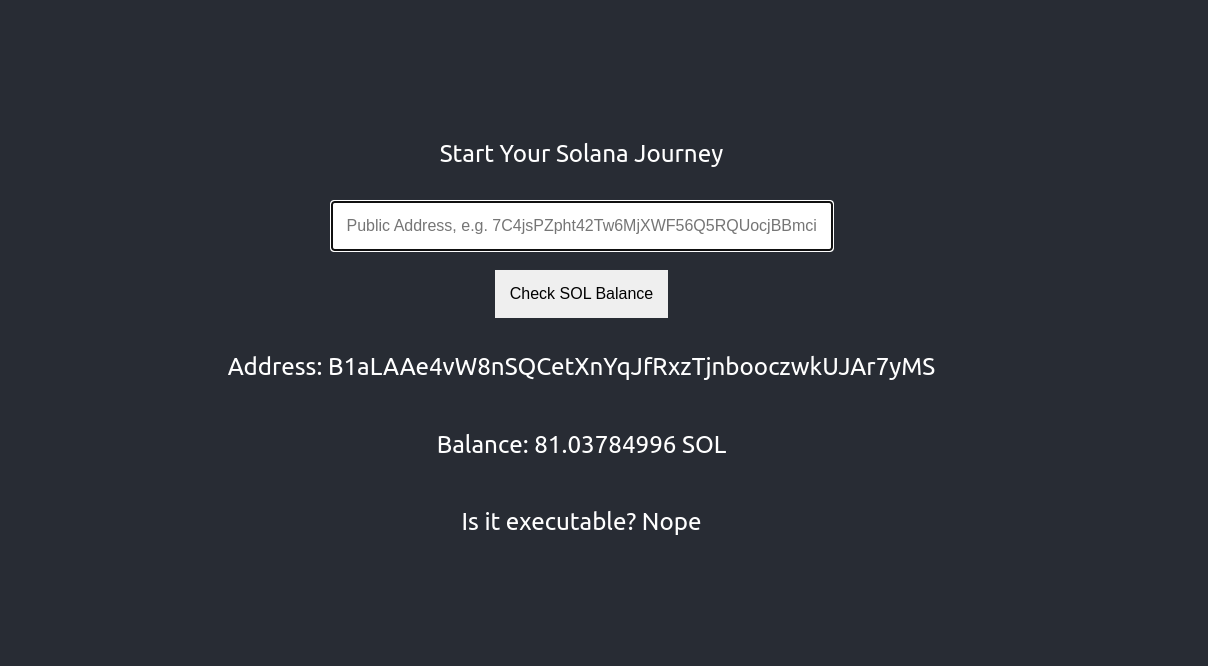 Start Your Solana Journey
Public Address, e.g. 7C4jsPZpht42Tw6MjXWF56Q5RQUocjBBmci
Check SOL Balance
Address: B1aLAAe4vW8nSQCetXnYqJfRxzTjnbooczwkUJAr7yMS
Balance: 81.03784996 SOL
Is it executable? Nope